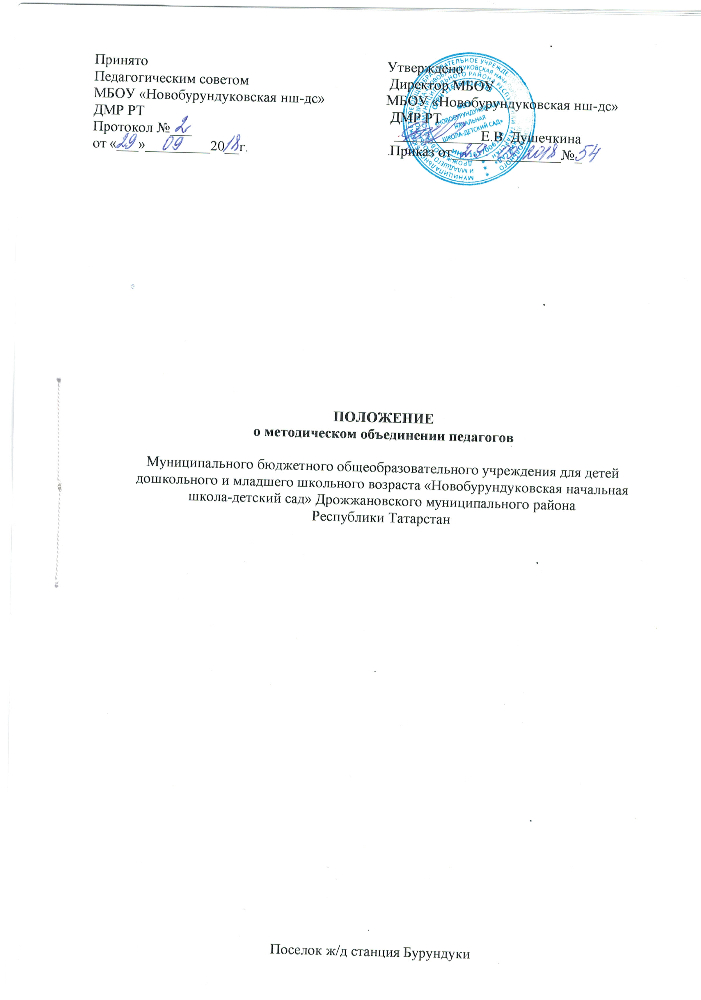 Принято
Педагогическим советом
МБОУ «Новобурундуковская нш-дс»
ДМР РТ
Протокол № 2
от «29» 09 2018г.
Утверждено
Директор МБОУ
МБОУ «Новобурундуковская нш-дс»
ДМР РТ
Е.В. Душечкина
Приказ от 29. 09 2018 № 54
МБОУ
«НОВОБУРУНДУКОВСКАЯ
НАЧАЛЬНАЯ
ШКОЛА-ДЕТСКИЙ САД»
ПОЛОЖЕНИЕ
о методическом объединении педагогов
Муниципального бюджетного общеобразовательного учреждения для детей
дошкольного и младшего школьного возраста «Новобурундуковская начальная
школа-детский сад» Дрожжановского муниципального района
Республики Татарстан
Поселок ж/д станция Бурундуки